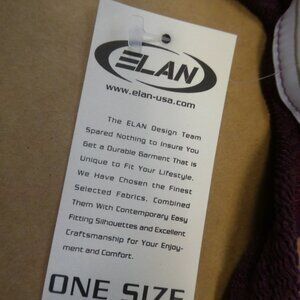 ELAN
www.elan-usa.com
The ELAN Design Team
Spared Nothing to Insure You
Get a Durable Garment That is
Unique to Fit Your Lifestyle.
We Have Chosen the Finest
Selected Fabrics. Combined
Them With Contemporary Easy
Fitting Silhouettes and Excellent
Craftsmanship for Your Enjoy-
ment and Comfort.
ONE SIZE